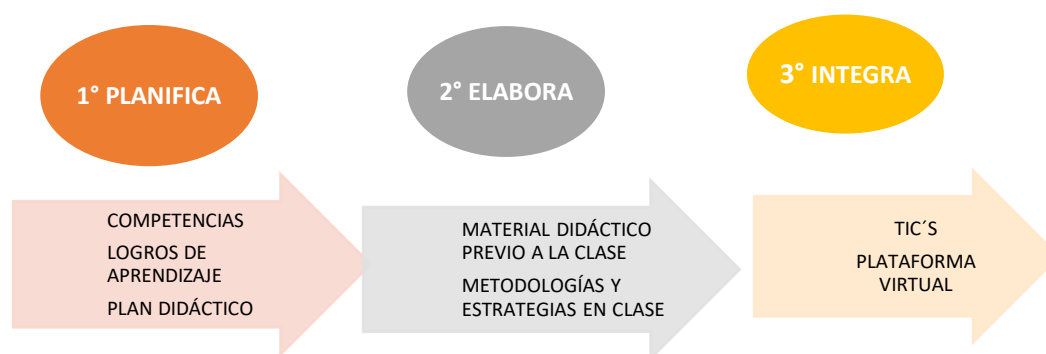 1° PLANIFICA
COMPETENCIAS
LOGROS DE
APRENDIZAJE
PLAN DIDÁCTICO
2° ELABORA
MATERIAL DIDÁCTICO
PREVIO A LA CLASE
METODOLOGÍAS Y
ESTRATEGIAS EN CLASE
3° INTEGRA
TIC´S
PLATAFORMA
VIRTUAL